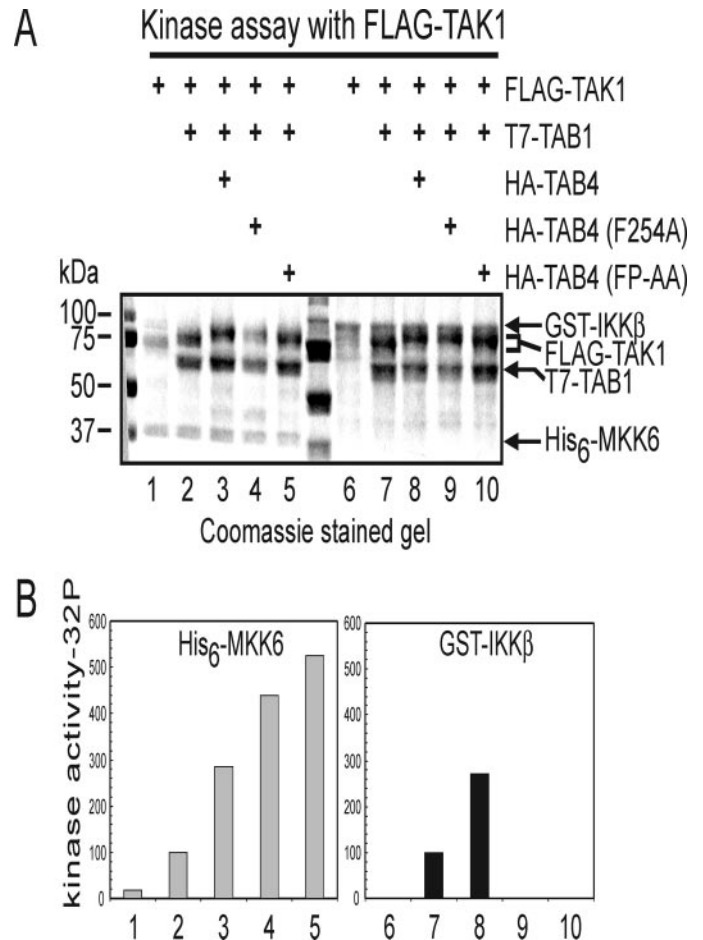 A
Kinase assay with FLAG-TAK1
+ + + + + + + + + + FLAG-TAK1
+ + + + + + + + T7-TAB1
+ + HA-TAB4
+ + HA-TAB4 (F254A)
+ + HA-TAB4 (FP-AA)
kDa
100
75
50
37
GST-IKKβ
FLAG-TAK1
T7-TAB1
His6-MKK6
1 2 3 4 5 6 7 8 9 10
Coomassie stained gel
B
kinase activity-32P
His6-MKK6
600
500
400
300
200
100
0
1 2 3 4 5
GST-IKKβ
600
500
400
300
200
100
0
6 7 8 9 10